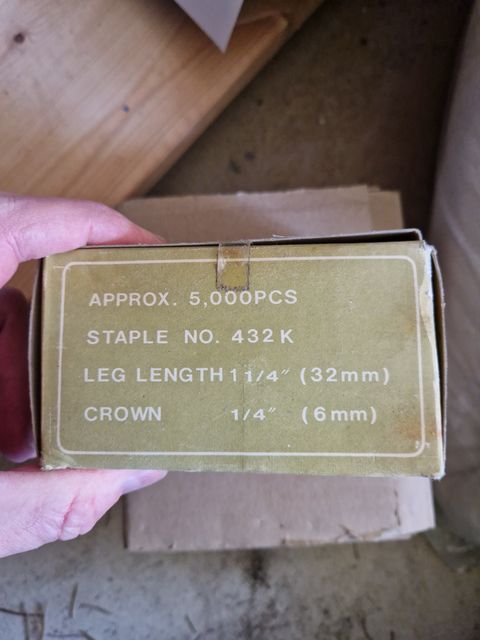 APPROX. 5,000PCS
STAPLE NO. 432K
LEG LENGTH 1 1/4″ (32mm)
CROWN 1/4″ (6mm)